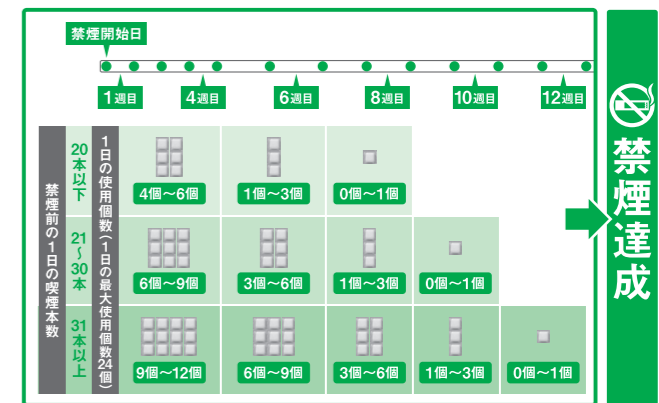 禁煙開始日
1週目
4週目
6週目
8週目
10週目
12週目
禁煙前の1日の喫煙本数
1日の使用個数(1日の最大使用個数24個)
20本以下
4個〜6個
1個〜3個
0個〜1個
21〜30本
6個〜9個
3個〜6個
1個〜3個
0個〜1個
31本以上
9個〜12個
6個〜9個
3個〜6個
1個〜3個
0個〜1個
禁煙達成